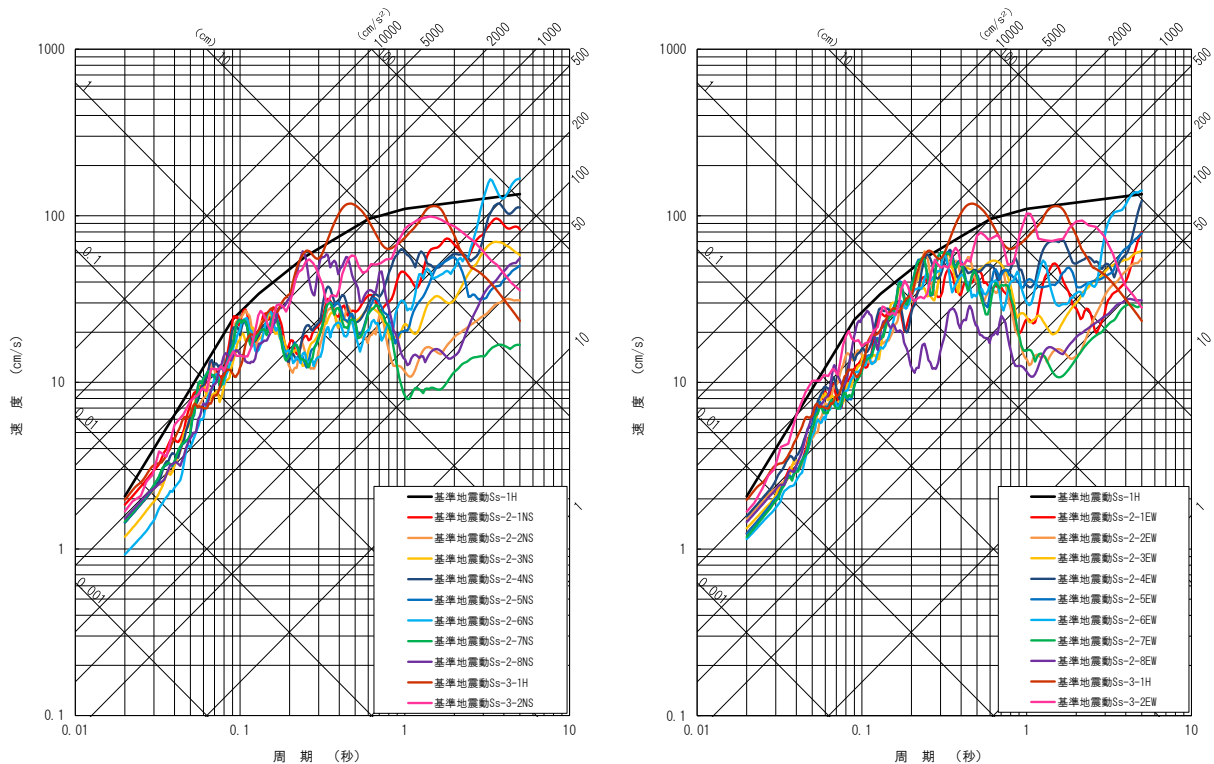 (cm)
(cm/s²)
10000
5000
2000
1000
500
200
100
50
10
1
1000
100
10
1
0.1
1
10
100
0.1
0.01
0.001
速 度 (cm/s)
0.01
0.1
1
10
周 期 (秒)
基準地震動Ss-1H
基準地震動Ss-2-1NS
基準地震動Ss-2-2NS
基準地震動Ss-2-3NS
基準地震動Ss-2-4NS
基準地震動Ss-2-5NS
基準地震動Ss-2-6NS
基準地震動Ss-2-7NS
基準地震動Ss-2-8NS
基準地震動Ss-3-1H
基準地震動Ss-3-2NS
(cm)
(cm/s²)
10000
5000
2000
1000
500
200
100
50
10
1
1000
100
10
1
0.1
1
10
100
0.1
0.01
0.001
速 度 (cm/s)
0.01
0.1
1
10
周 期 (秒)
基準地震動Ss-1H
基準地震動Ss-2-1EW
基準地震動Ss-2-2EW
基準地震動Ss-2-3EW
基準地震動Ss-2-4EW
基準地震動Ss-2-5EW
基準地震動Ss-2-6EW
基準地震動Ss-2-7EW
基準地震動Ss-2-8EW
基準地震動Ss-3-1H
基準地震動Ss-3-2EW